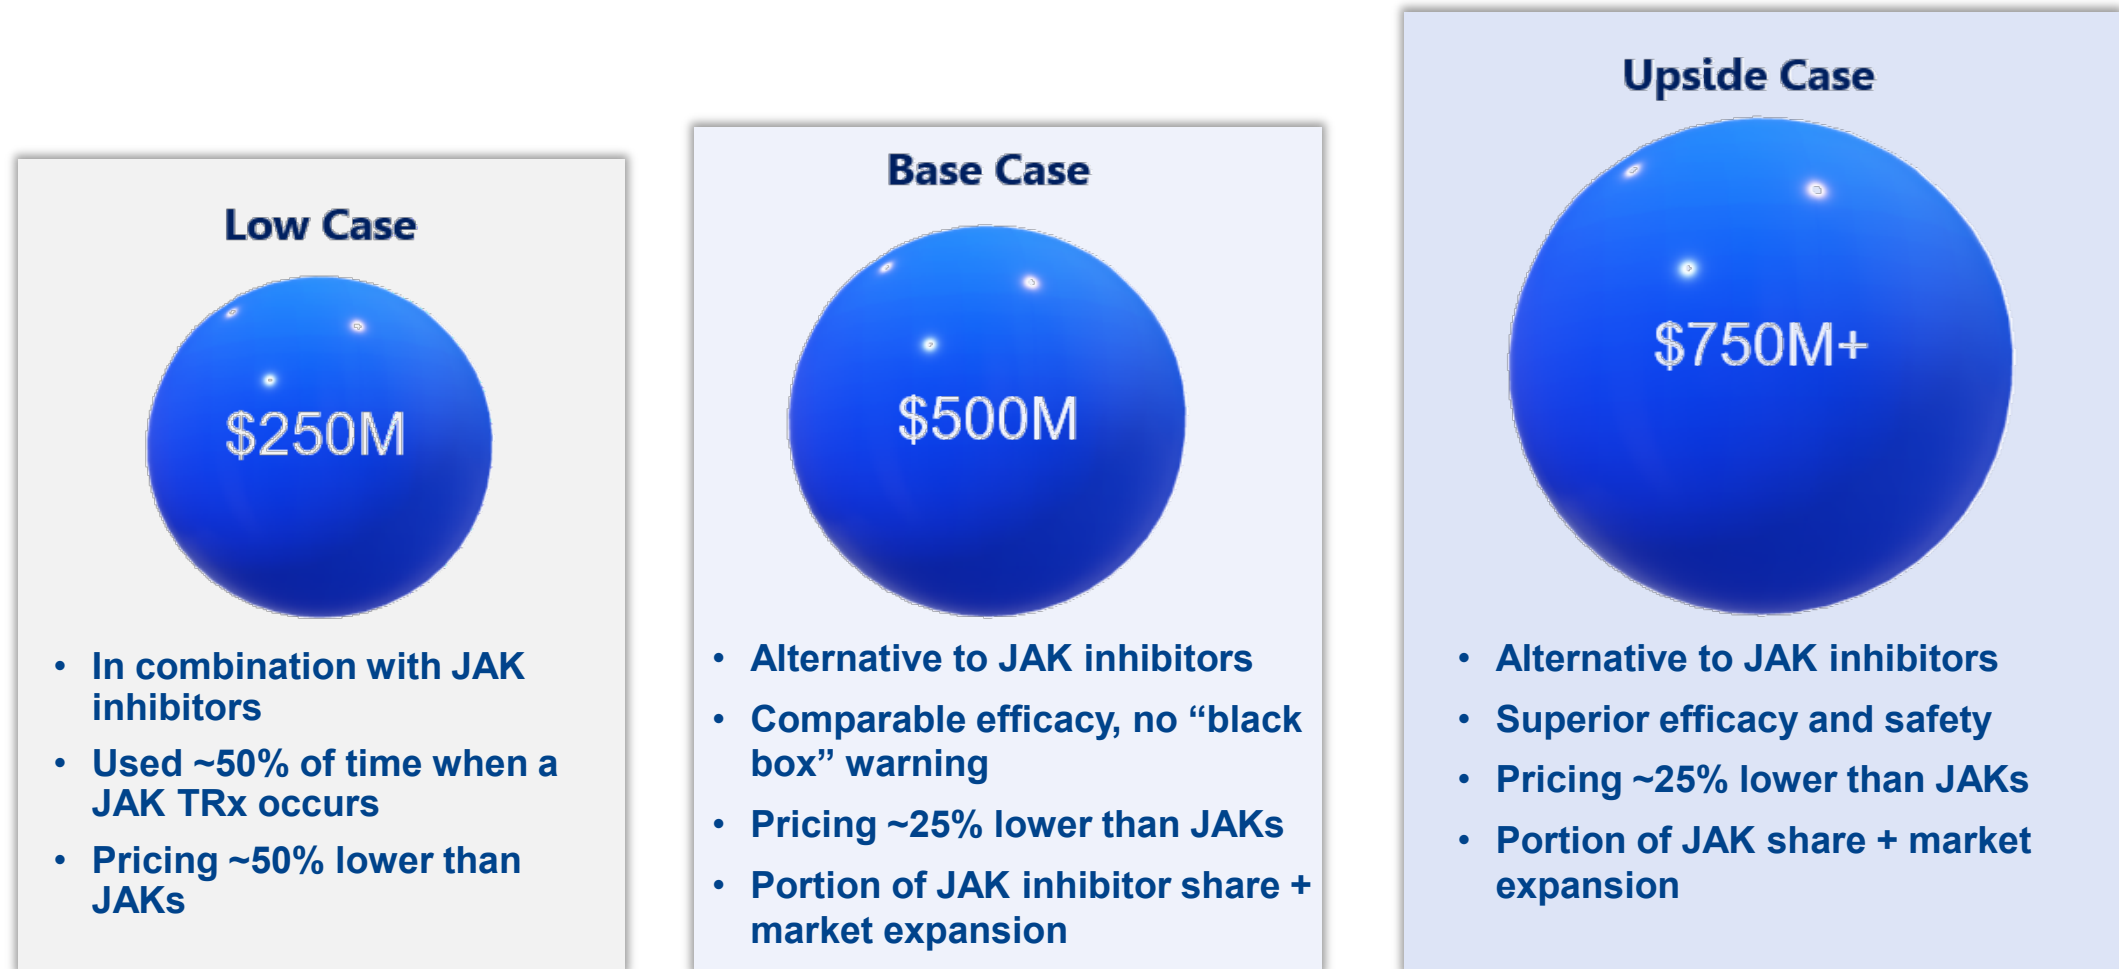 Low Case
$250M
• In combination with JAK
inhibitors
• Used ~50% of time when a
JAK TRx occurs
• Pricing ~50% lower than
JAKs
Base Case
$500M
• Alternative to JAK inhibitors
• Comparable efficacy, no “black
box” warning
• Pricing ~25% lower than JAKs
• Portion of JAK inhibitor share +
market expansion
Upside Case
$750M+
• Alternative to JAK inhibitors
• Superior efficacy and safety
• Pricing ~25% lower than JAKs
• Portion of JAK share + market
expansion